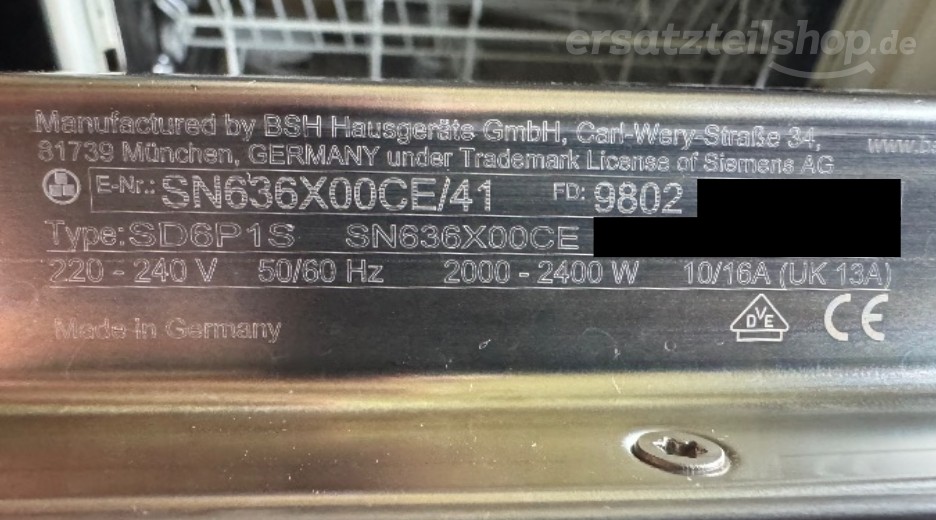 ersatzteilshop.de
Manufactured by BSH Hausgeräte GmbH, Carl-Wery-Straße 34,
81739 München, GERMANY under Trademark License of Siemens AG
www.
E-Nr.: SN636X00CE/41 FD: 9802
Type: SD6P1S SN636X00CE
220 - 240 V 50/60 Hz 2000 - 2400 W 10/16A (UK 13A)
Made in Germany
DVE CE